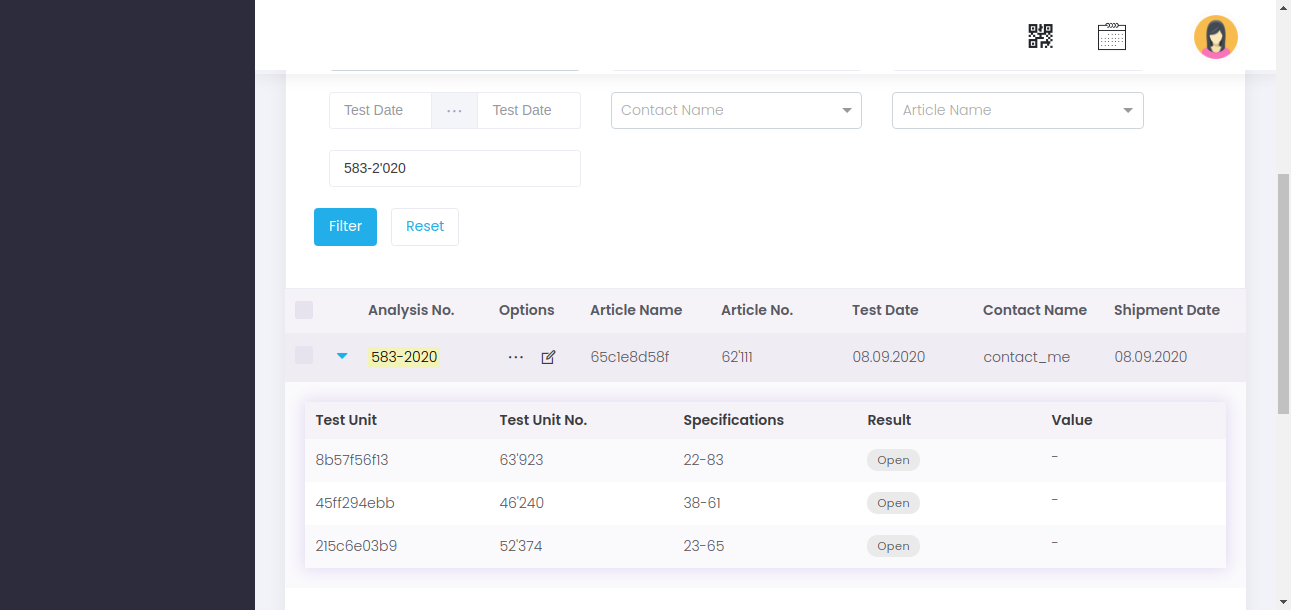 Test Date ... Test Date Contact Name Article Name
583-2'020
Filter Reset
Analysis No. Options Article Name Article No. Test Date Contact Name Shipment Date
583-2020 ... 65c1e8d58f 62'111 08.09.2020 contact_me 08.09.2020
Test Unit Test Unit No. Specifications Result Value
8b57f56f13 63'923 22-83 Open -
45ff294ebb 46'240 38-61 Open -
215c6e03b9 52'374 23-65 Open -